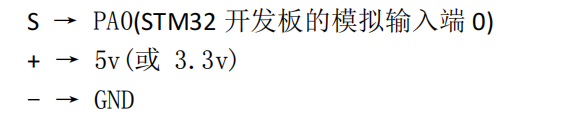 S → PA0(STM32 开发板的模拟输入端 0)
+ → 5v(或 3.3v)
- → GND